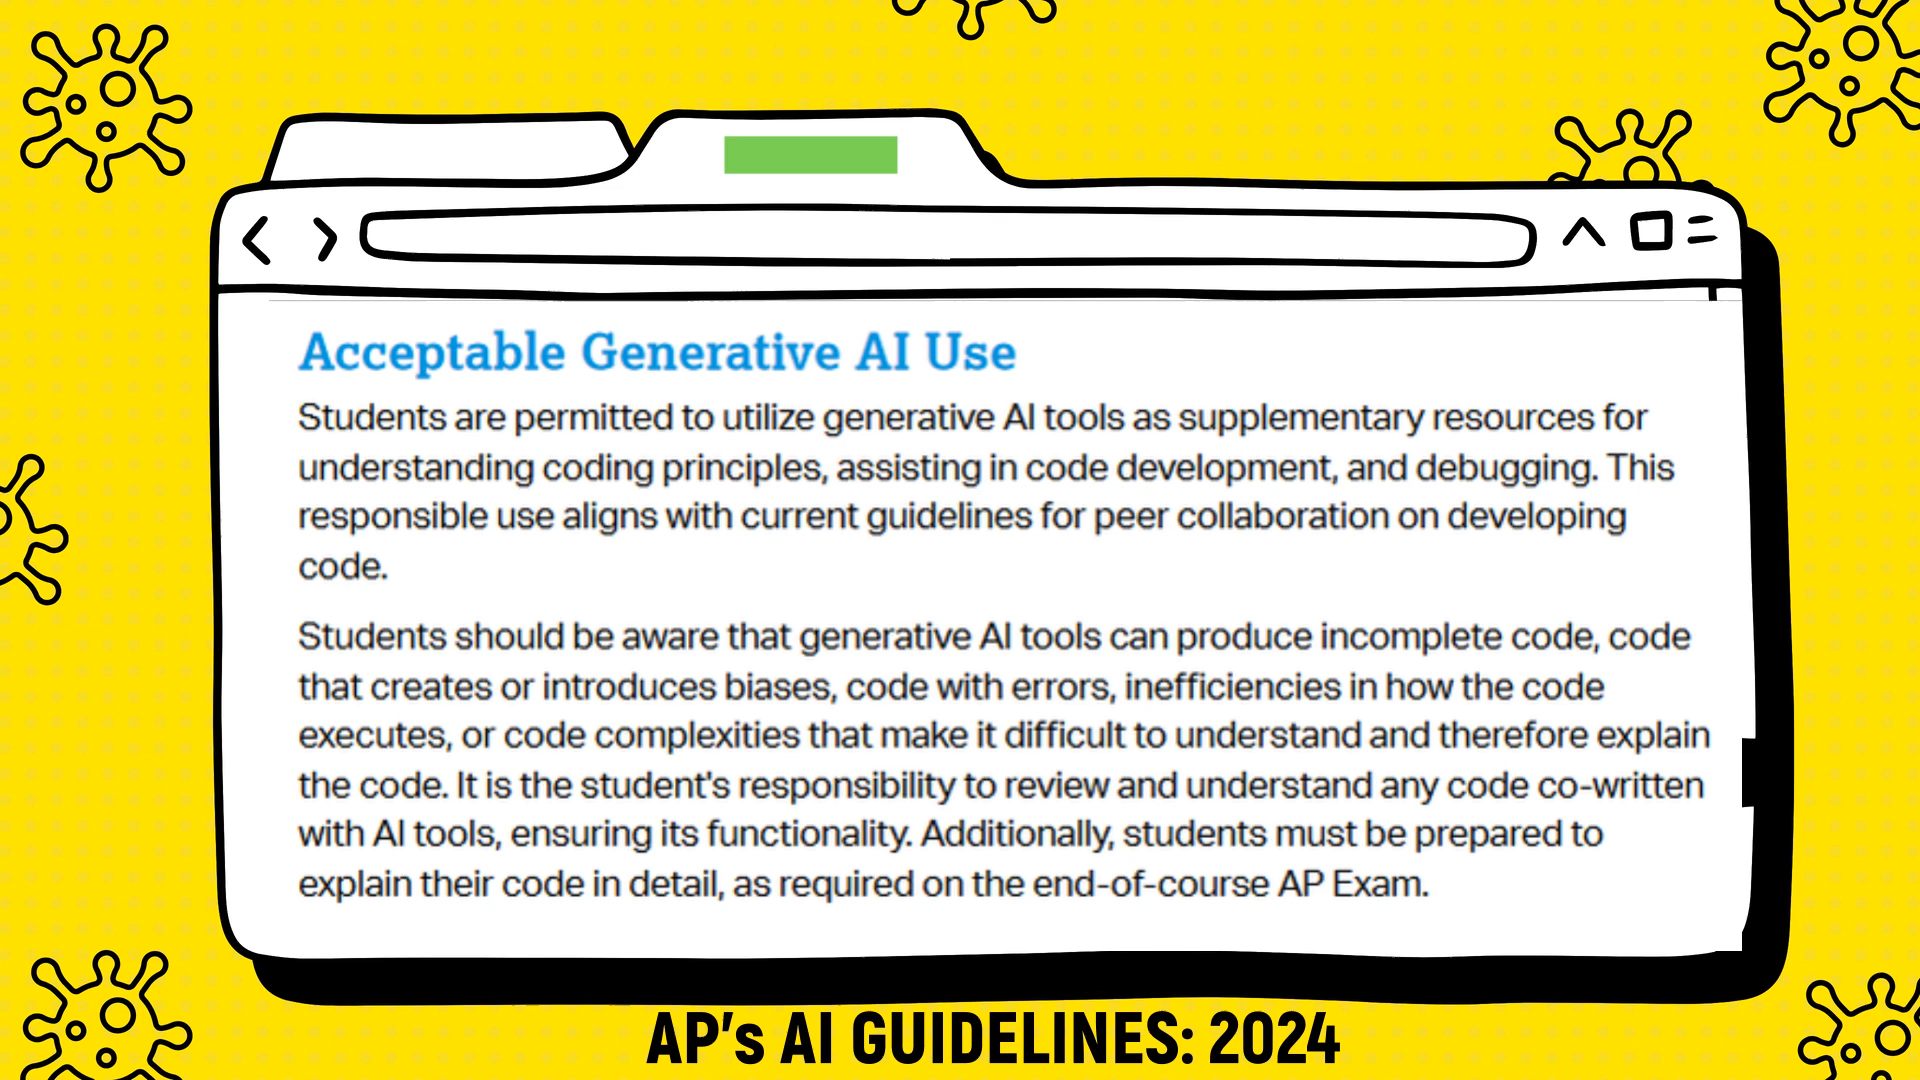 Acceptable Generative AI Use
Students are permitted to utilize generative AI tools as supplementary resources for
understanding coding principles, assisting in code development, and debugging. This
responsible use aligns with current guidelines for peer collaboration on developing
code.
Students should be aware that generative AI tools can produce incomplete code, code
that creates or introduces biases, code with errors, inefficiencies in how the code
executes, or code complexities that make it difficult to understand and therefore explain
the code. It is the student's responsibility to review and understand any code co-written
with AI tools, ensuring its functionality. Additionally, students must be prepared to
explain their code in detail, as required on the end-of-course AP Exam.
AP's AI GUIDELINES: 2024